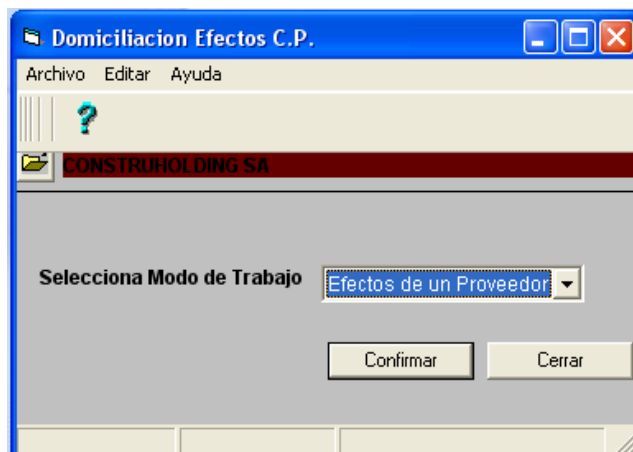 Domiciliacion Efectos C.P.
Archivo Editar Ayuda
?
CONSTRUHOLDING SA
Selecciona Modo de Trabajo Efectos de un Proveedor
Confirmar Cerrar